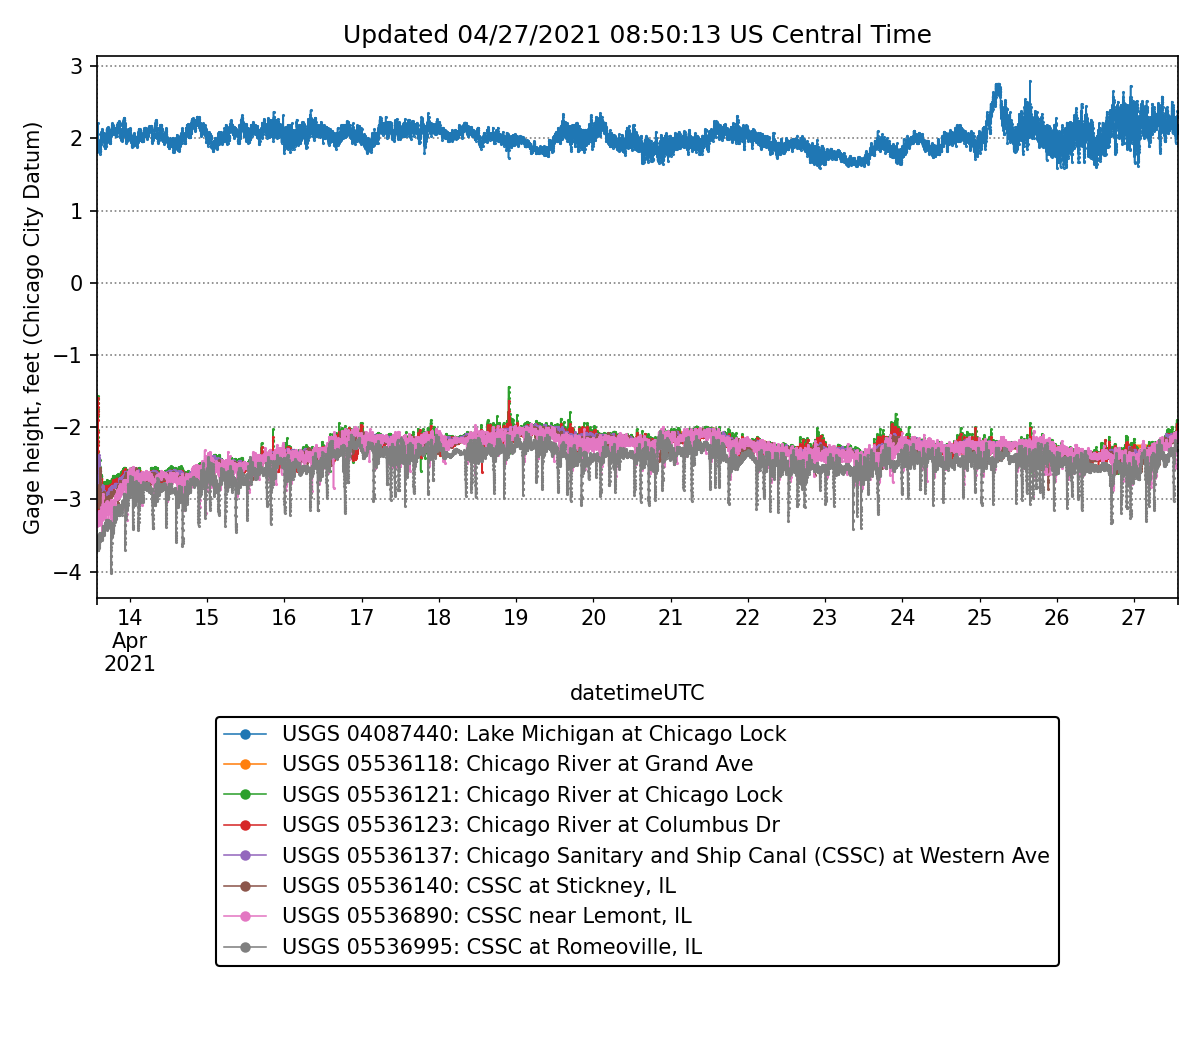 Updated 04/27/2021 08:50:13 US Central Time
Gage height, feet (Chicago City Datum)
3
2
1
0
−1
−2
−3
−4
14 15 16 17 18 19 20 21 22 23 24 25 26 27
Apr
2021
datetimeUTC
USGS 04087440: Lake Michigan at Chicago Lock
USGS 05536118: Chicago River at Grand Ave
USGS 05536121: Chicago River at Chicago Lock
USGS 05536123: Chicago River at Columbus Dr
USGS 05536137: Chicago Sanitary and Ship Canal (CSSC) at Western Ave
USGS 05536140: CSSC at Stickney, IL
USGS 05536890: CSSC near Lemont, IL
USGS 05536995: CSSC at Romeoville, IL